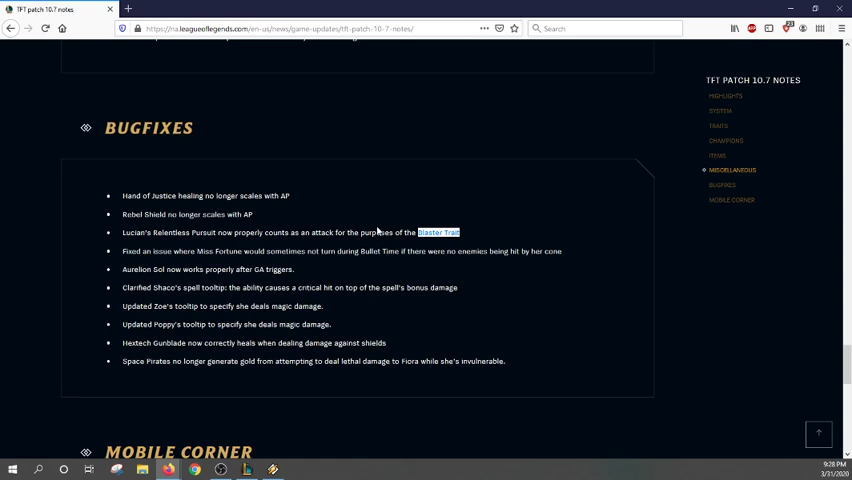 TFT patch 10.7 notes
https://na.leagueoflegends.com/en-us/news/game-updates/tft-patch-10-7-notes/
Search
23
TFT PATCH 10.7 NOTES
HIGHLIGHTS
SYSTEM
TRAITS
CHAMPIONS
ITEMS
MISCELLANEOUS
BUGFIXES
MOBILE CORNER
BUGFIXES
Hand of Justice healing no longer scales with AP
Rebel Shield no longer scales with AP
Lucian's Relentless Pursuit now properly counts as an attack for the purposes of the Blaster Trait
Fixed an issue where Miss Fortune would sometimes not turn during Bullet Time if there were no enemies being hit by her cone
Aurelion Sol now works properly after GA triggers.
Clarified Shaco's spell tooltip: the ability causes a critical hit on top of the spell's bonus damage
Updated Zoe's tooltip to specify she deals magic damage.
Updated Poppy's tooltip to specify she deals magic damage.
Hextech Gunblade now correctly heals when dealing damage against shields
Space Pirates no longer generate gold from attempting to deal lethal damage to Fiora while she's invulnerable.
MOBILE CORNER
9:28 PM
3/31/2020